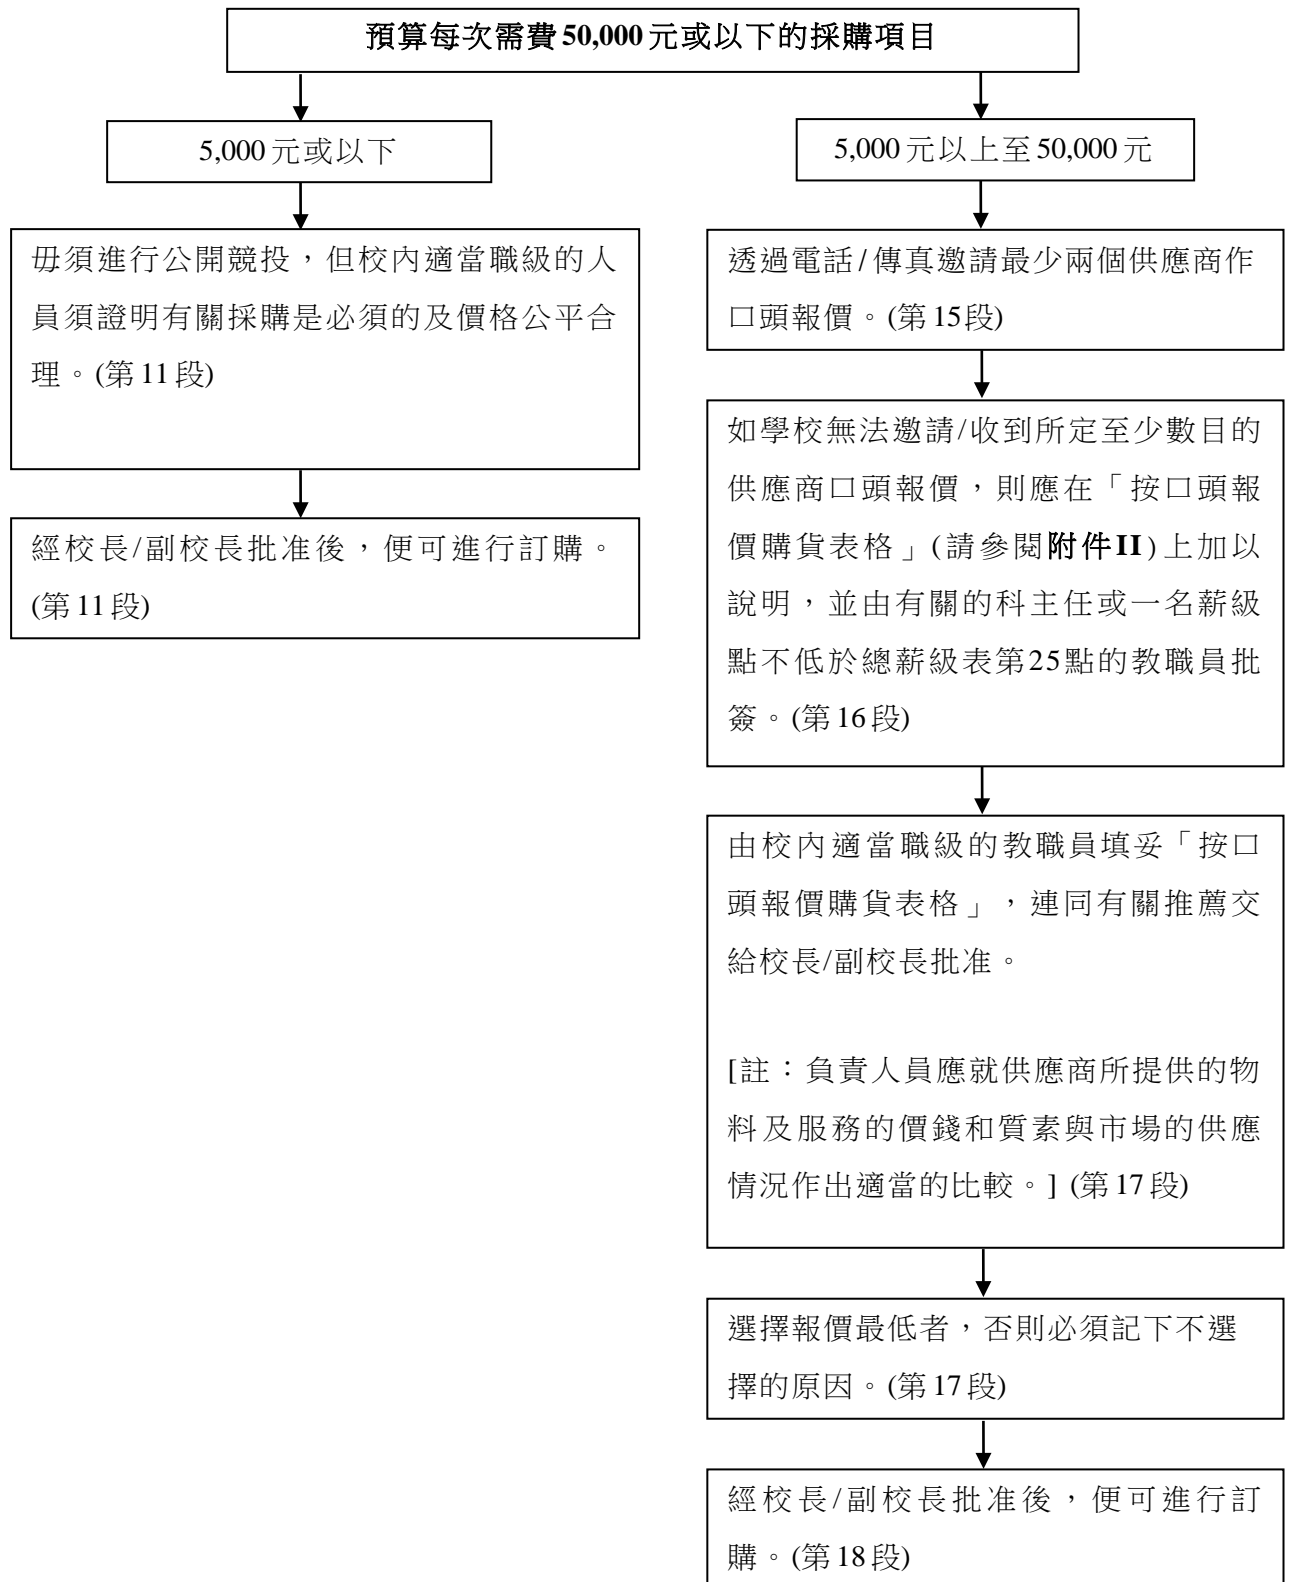 預算每次需費50,000元或以下的採購項目
5,000元或以下
毋須進行公開競投，但校內適當職級的人
員須證明有關採購是必須的及價格公平合
理。(第11段)
經校長/副校長批准後，便可進行訂購。
(第11段)
5,000元以上至50,000元
透過電話/傳真邀請最少兩個供應商作
口頭報價。(第15段)
如學校無法邀請/收到所定至少數目的
供應商口頭報價，則應在「按口頭報
價購貨表格」(請參閱附件II)上加以
說明，並由有關的科主任或一名薪級
點不低於總薪級表第25點的教職員批
簽。(第16段)
由校內適當職級的教職員填妥「按口
頭報價購貨表格」，連同有關推薦交
給校長/副校長批准。
[註：負責人員應就供應商所提供的物
料及服務的價錢和質素與市場的供應
情況作出適當的比較。] (第17段)
選擇報價最低者，否則必須記下不選
擇的原因。(第17段)
經校長/副校長批准後，便可進行訂
購。(第18段)